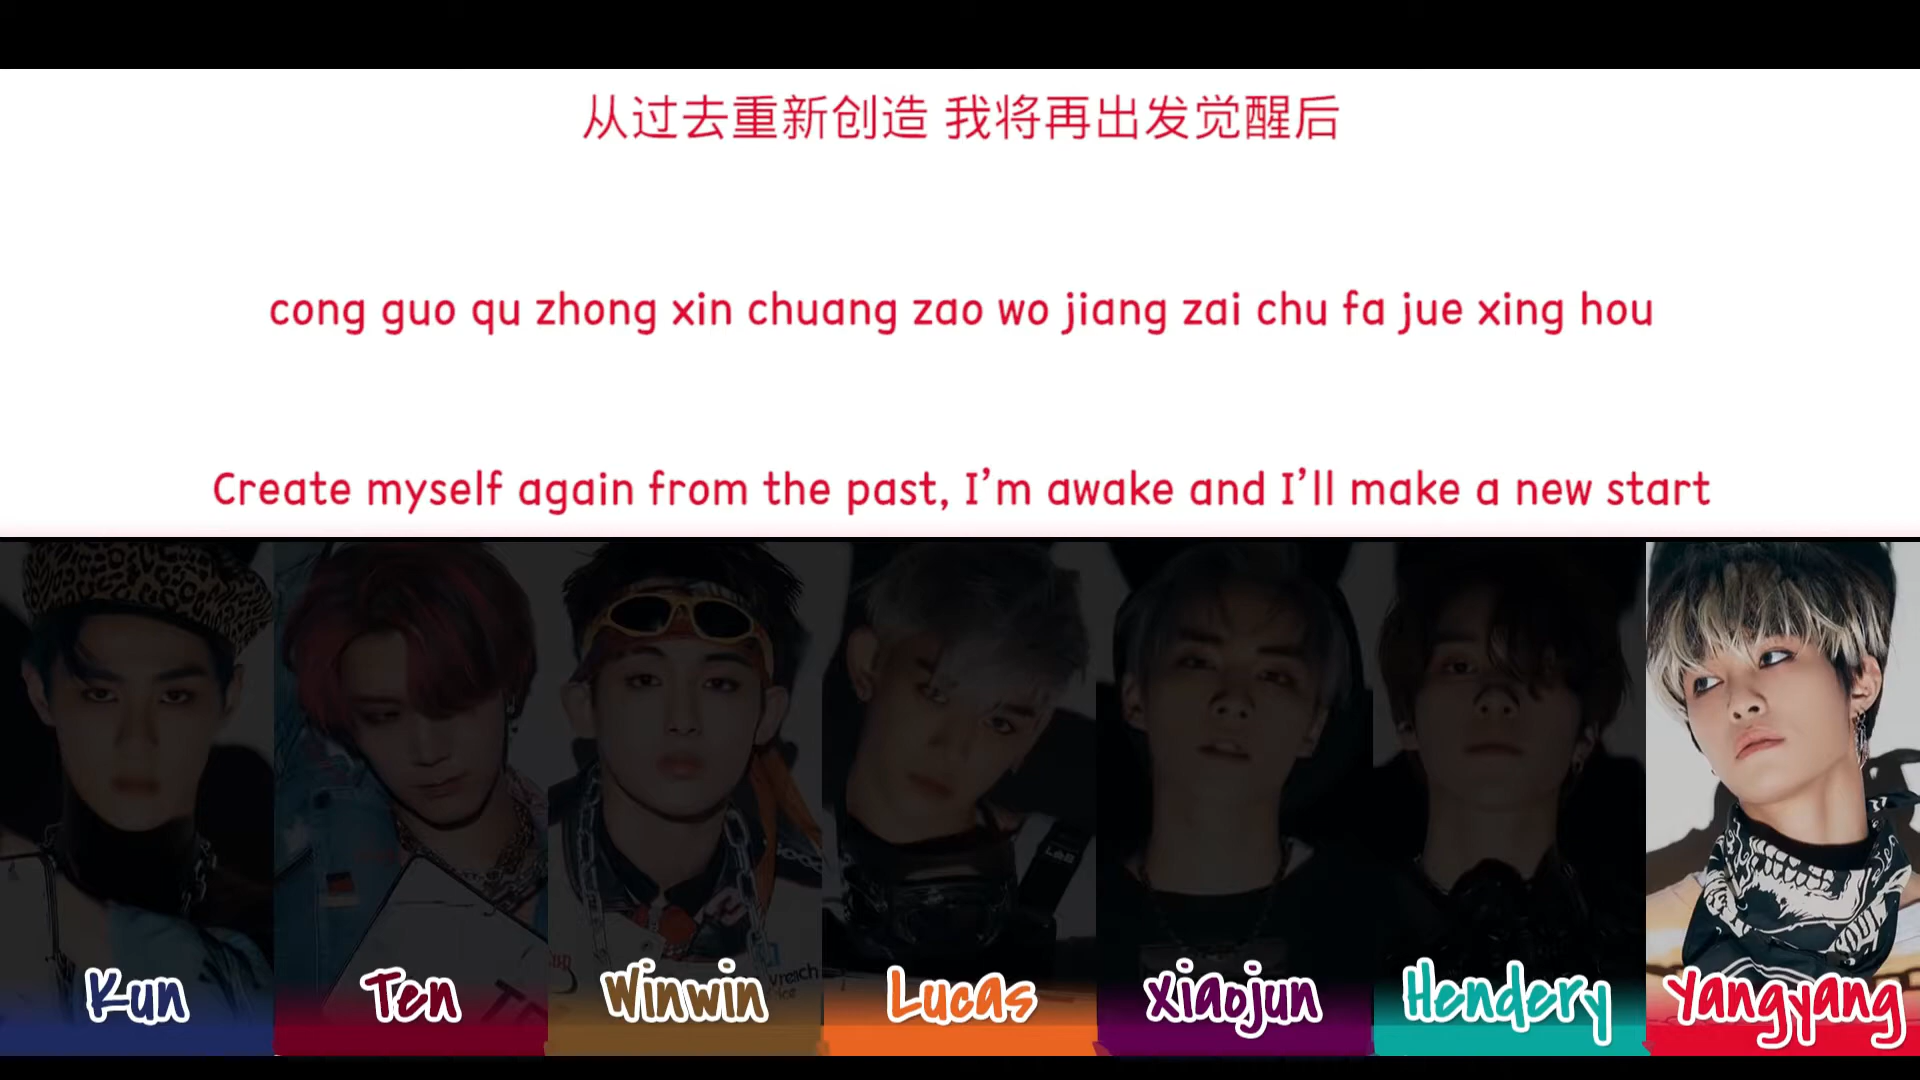 从过去重新创造 我将再出发觉醒后
cong guo qu zhong xin chuang zao wo jiang zai chu fa jue xing hou
Create myself again from the past, I'm awake and I'll make a new start
Kun
Ten
Winwin
Lucas
Xiaojun
Hendery
Yangyang